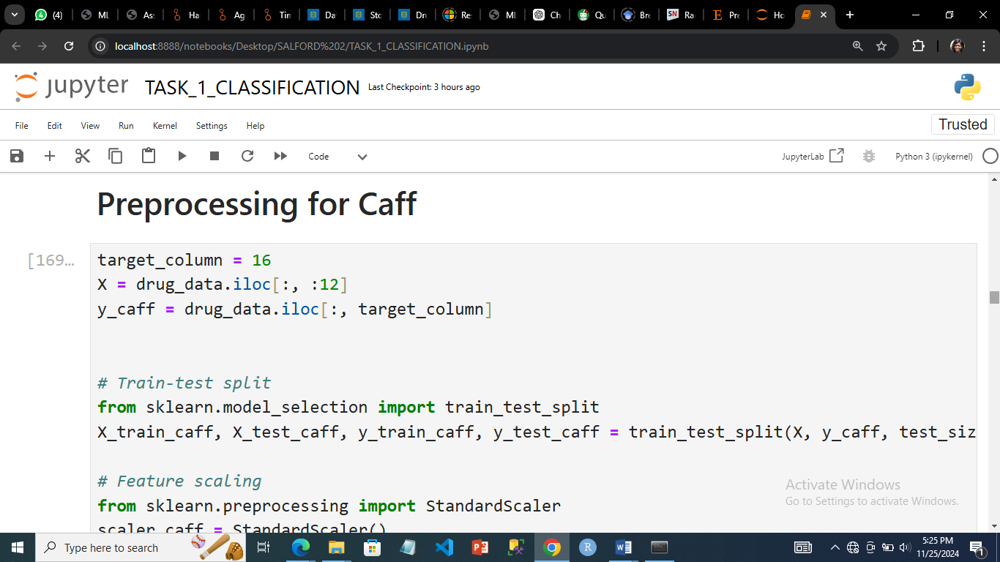 (4)
ML
As:
Ha
Ag
Tin
Da
Sto
Dru
Re
ML
Ch
Qu
Bre
SN
Ra
Pre
Ho
localhost:8888/notebooks/Desktop/SALFORD%202/TASK_1_CLASSIFICATION.ipynb
jupyter TASK_1_CLASSIFICATION Last Checkpoint: 3 hours ago
File Edit View Run Kernel Settings Help
Trusted
Code
JupyterLab
Python 3 (ipykernel)
Preprocessing for Caff
[169…
target_column = 16
X = drug_data.iloc[:, :12]
y_caff = drug_data.iloc[:, target_column]
# Train-test split
from sklearn.model_selection import train_test_split
X_train_caff, X_test_caff, y_train_caff, y_test_caff = train_test_split(X, y_caff, test_siz
# Feature scaling
from sklearn.preprocessing import StandardScaler
scaler_caff = StandardScaler()
Activate Windows
Go to Settings to activate Windows.
Type here to search
5:25 PM
11/25/2024
1